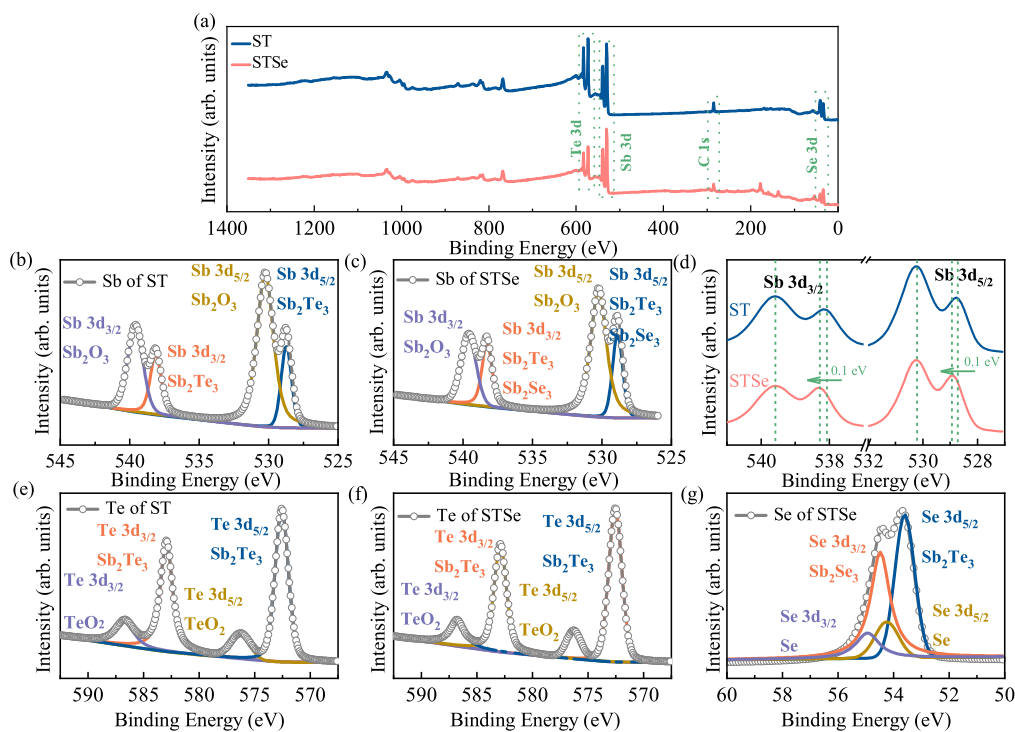 (a)
ST
STSe
Te 3d
Sb 3d
C 1s
Se 3d
Intensity (arb. units)
1400 1200 1000 800 600 400 200 0
Binding Energy (eV)
(b)
Sb of ST
Sb 3d5/2
Sb2O3
Sb 3d5/2
Sb2Te3
Sb 3d3/2
Sb2O3
Sb 3d3/2
Sb2Te3
Intensity (arb. units)
545 540 535 530 525
Binding Energy (eV)
(c)
Sb of STSe
Sb 3d5/2
Sb2O3
Sb 3d5/2
Sb2Te3
Sb2Se3
Sb 3d3/2
Sb2O3
Sb 3d3/2
Sb2Te3
Sb2Se3
Intensity (arb. units)
545 540 535 530 525
Binding Energy (eV)
(d)
Sb 3d3/2
Sb 3d5/2
ST
STSe
0.1 eV
0.1 eV
Intensity (arb. units)
540 538 532 530 528
Binding Energy (eV)
(e)
Te of ST
Te 3d3/2
Sb2Te3
Te 3d5/2
Sb2Te3
Te 3d3/2
TeO2
Te 3d5/2
TeO2
Intensity (arb. units)
590 585 580 575 570
Binding Energy (eV)
(f)
Te of STSe
Te 3d3/2
Sb2Te3
Te 3d5/2
Sb2Te3
Te 3d3/2
TeO2
Te 3d5/2
TeO2
Intensity (arb. units)
590 585 580 575 570
Binding Energy (eV)
(g)
Se of STSe
Se 3d3/2
Sb2Se3
Se 3d5/2
Sb2Te3
Se 3d3/2
Se
Se 3d5/2
Se
Intensity (arb. units)
60 58 56 54 52 50
Binding Energy (eV)